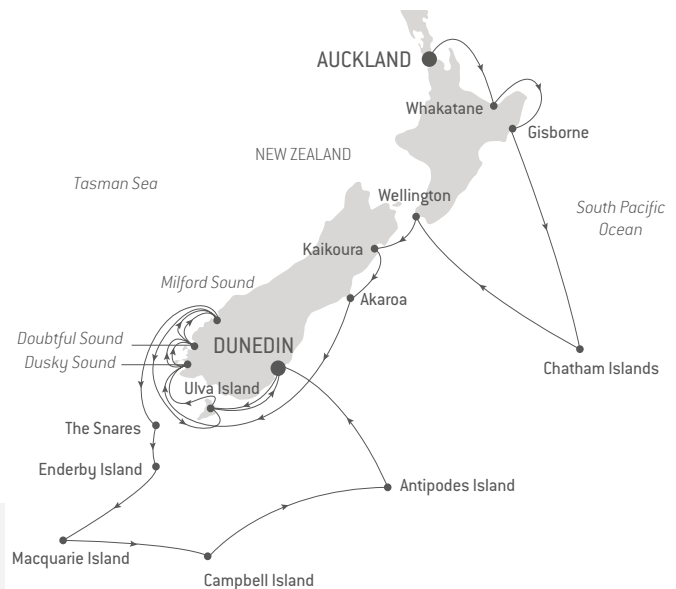 AUCKLAND
Whakatane
Gisborne
NEW ZEALAND
Tasman Sea
Wellington
South Pacific
Ocean
Kaikoura
Milford Sound
Akaroa
Doubtful Sound
DUNEDIN
Dusky Sound
Chatham Islands
Ulva Island
The Snares
Enderby Island
Antipodes Island
Macquarie Island
Campbell Island